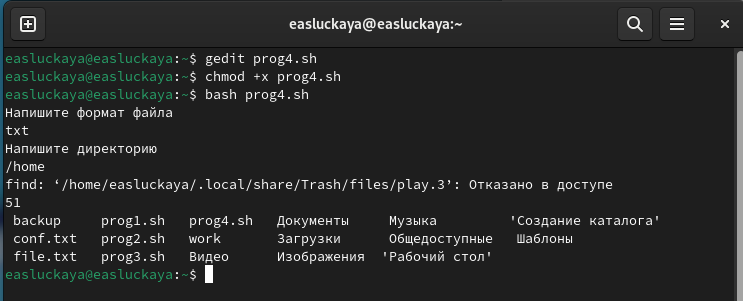 easluckaya@easluckaya:~
easluckaya@easluckaya:~$ gedit prog4.sh
easluckaya@easluckaya:~$ chmod +x prog4.sh
easluckaya@easluckaya:~$ bash prog4.sh
Напишите формат файла
txt
Напишите директорию
/home
find: ‘/home/easluckaya/.local/share/Trash/files/play.3’: Отказано в доступе
51
backup prog1.sh prog4.sh Документы Музыка 'Создание каталога'
conf.txt prog2.sh work Загрузки Общедоступные Шаблоны
file.txt prog3.sh Видео Изображения 'Рабочий стол'
easluckaya@easluckaya:~$